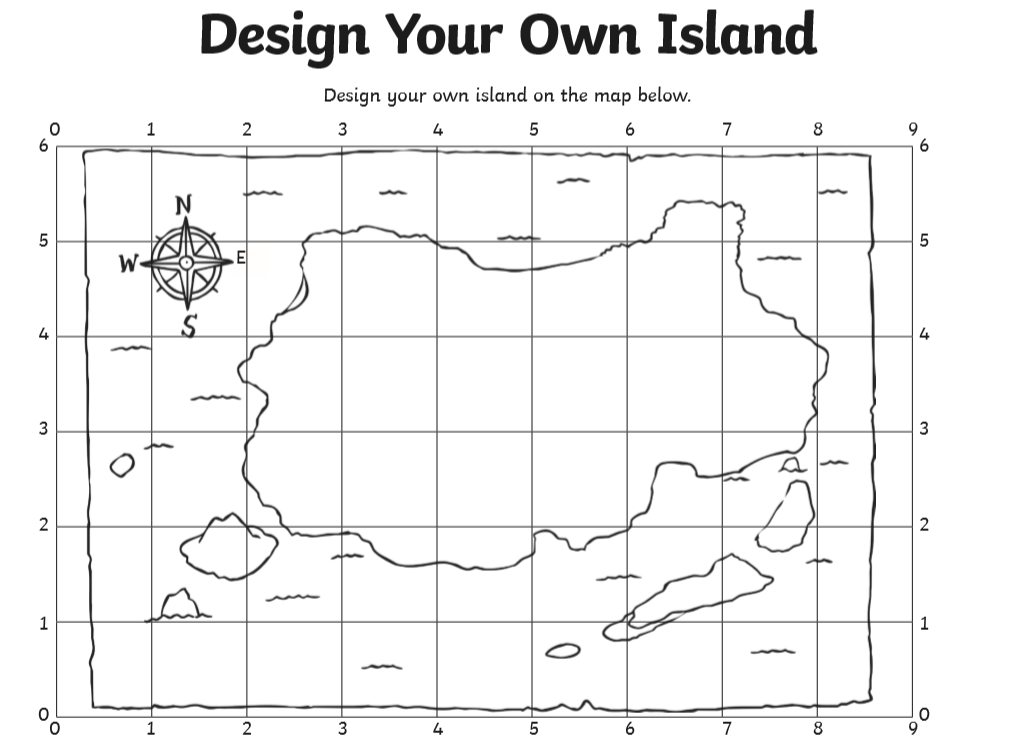 Design Your Own Island
Design your own island on the map below.
0 1 2 3 4 5 6 7 8 9
6 6
N
5 5
W E
S
4 4
3 3
2 2
1 1
0 0
0 1 2 3 4 5 6 7 8 9